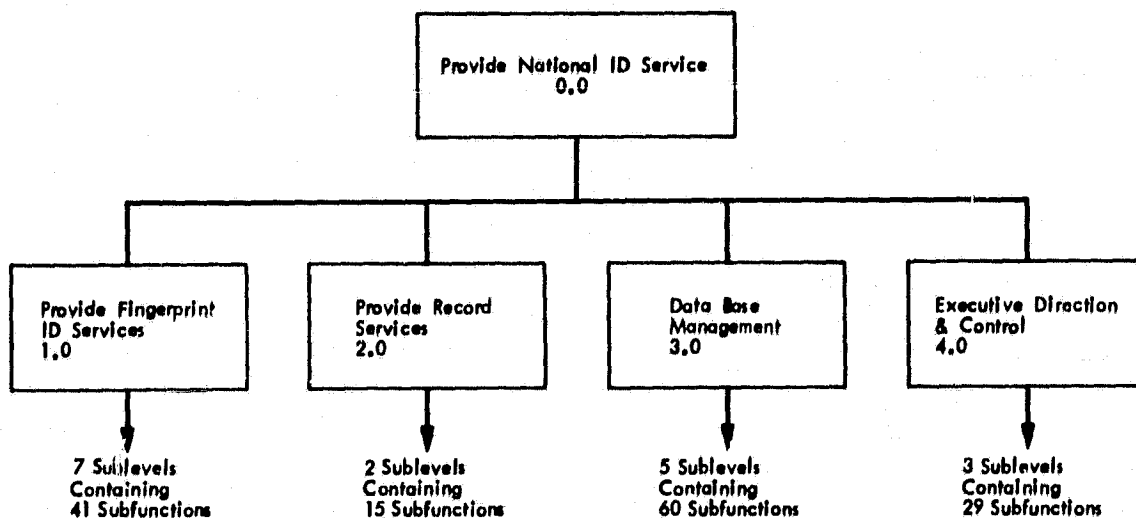 Provide National ID Service
0.0
Provide Fingerprint
ID Services
1.0
Provide Record
Services
2.0
Data Base
Management
3.0
Executive Direction
& Control
4.0
7 Sublevels
Containing
41 Subfunctions
2 Sublevels
Containing
15 Subfunctions
5 Sublevels
Containing
60 Subfunctions
3 Sublevels
Containing
29 Subfunctions